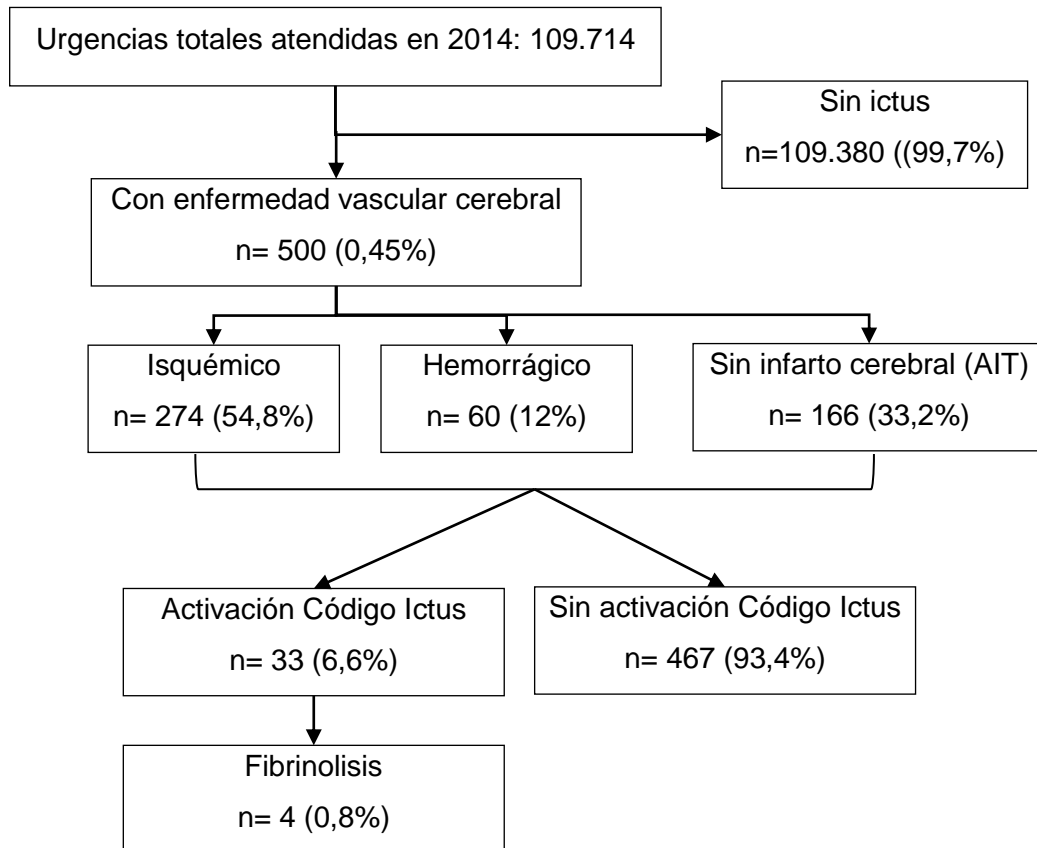 Urgencias totales atendidas en 2014: 109.714
Sin ictus
n=109.380 ((99,7%)
Con enfermedad vascular cerebral
n= 500 (0,45%)
Isquémico
n= 274 (54,8%)
Hemorrágico
n= 60 (12%)
Sin infarto cerebral (AIT)
n= 166 (33,2%)
Activación Código Ictus
n= 33 (6,6%)
Sin activación Código Ictus
n= 467 (93,4%)
Fibrinolisis
n= 4 (0,8%)